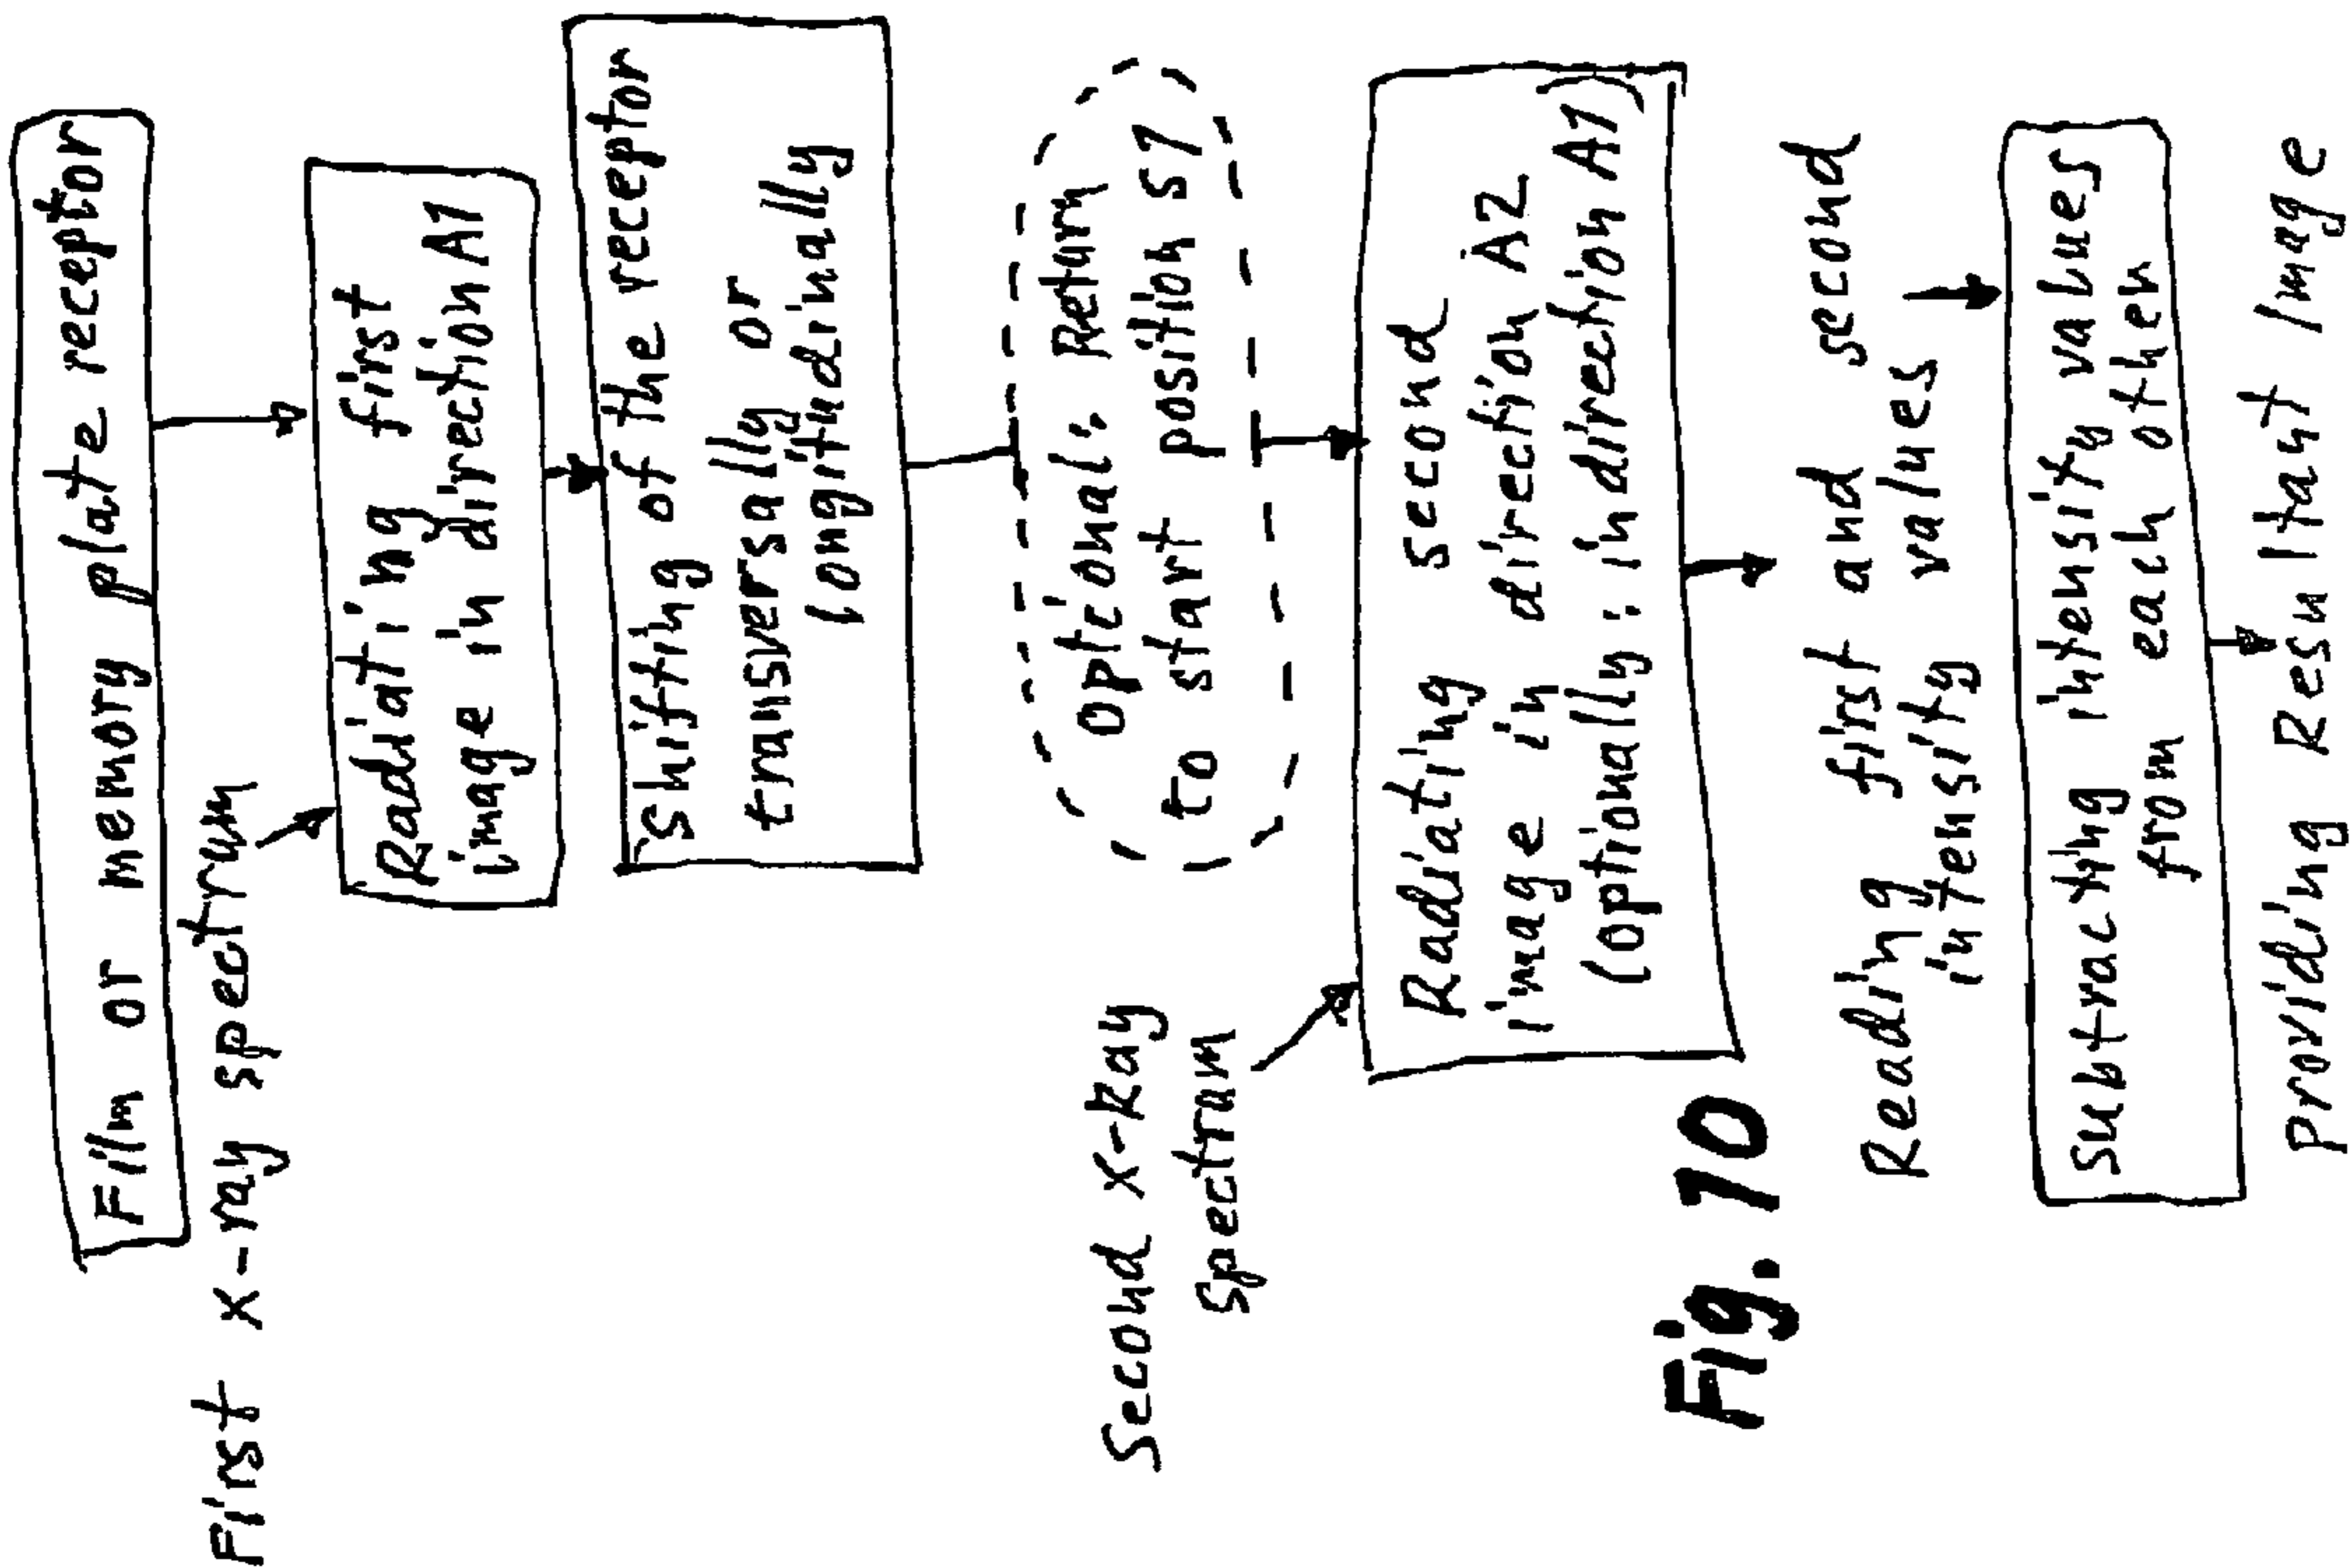 Film or memory plate receptor
First x-ray spectrum
Radiating first
image in direction A1
Shifting of the receptor
transversally or
longitudinally
Optional: Return
to start position S1
Second x-Ray
Spectrum
Radiating second
image in direction A2
(optionally: in direction A1)
Fig. 10
Reading first and second
intensity values
Subtracting intensity values
from each other
Providing Resultant Image